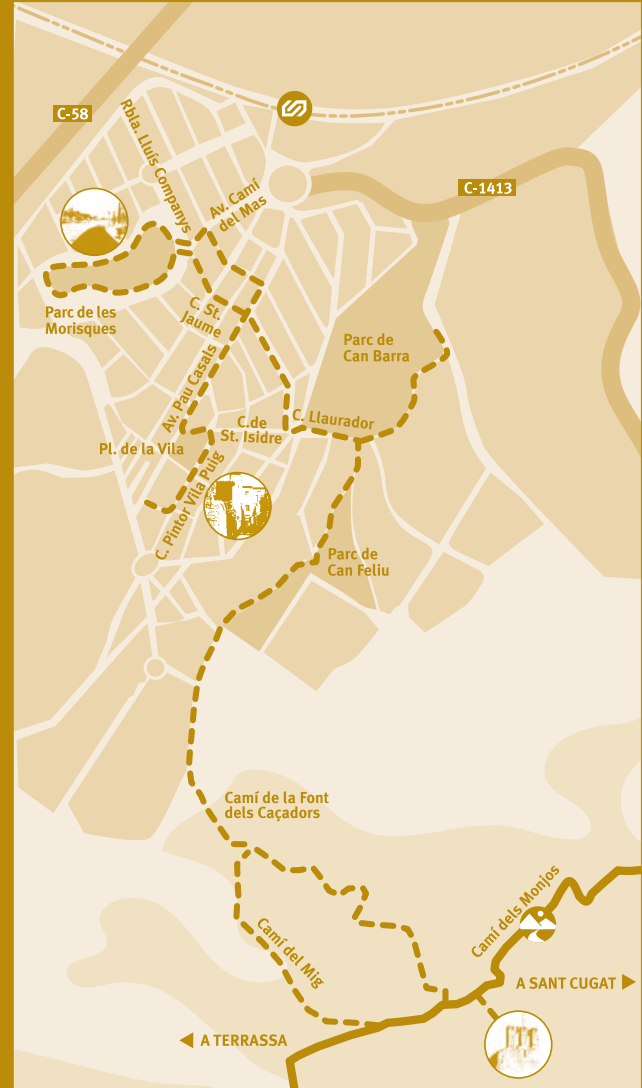 C-58
Rbla. Lluís Companys
Av. Camí
del Mas
C-1413
Parc de les
Morisques
C. St.
Jaume
Parc de
Can Barra
Av. Pau Casals
C. Llaurador
C.de
St. Isidre
Pl. de la Vila
C. Pintor Vila Puig
Parc de
Can Feliu
Camí de la Font
dels Caçadors
Camí dels Monjos
Camí del Mig
A SANT CUGAT
A TERRASSA